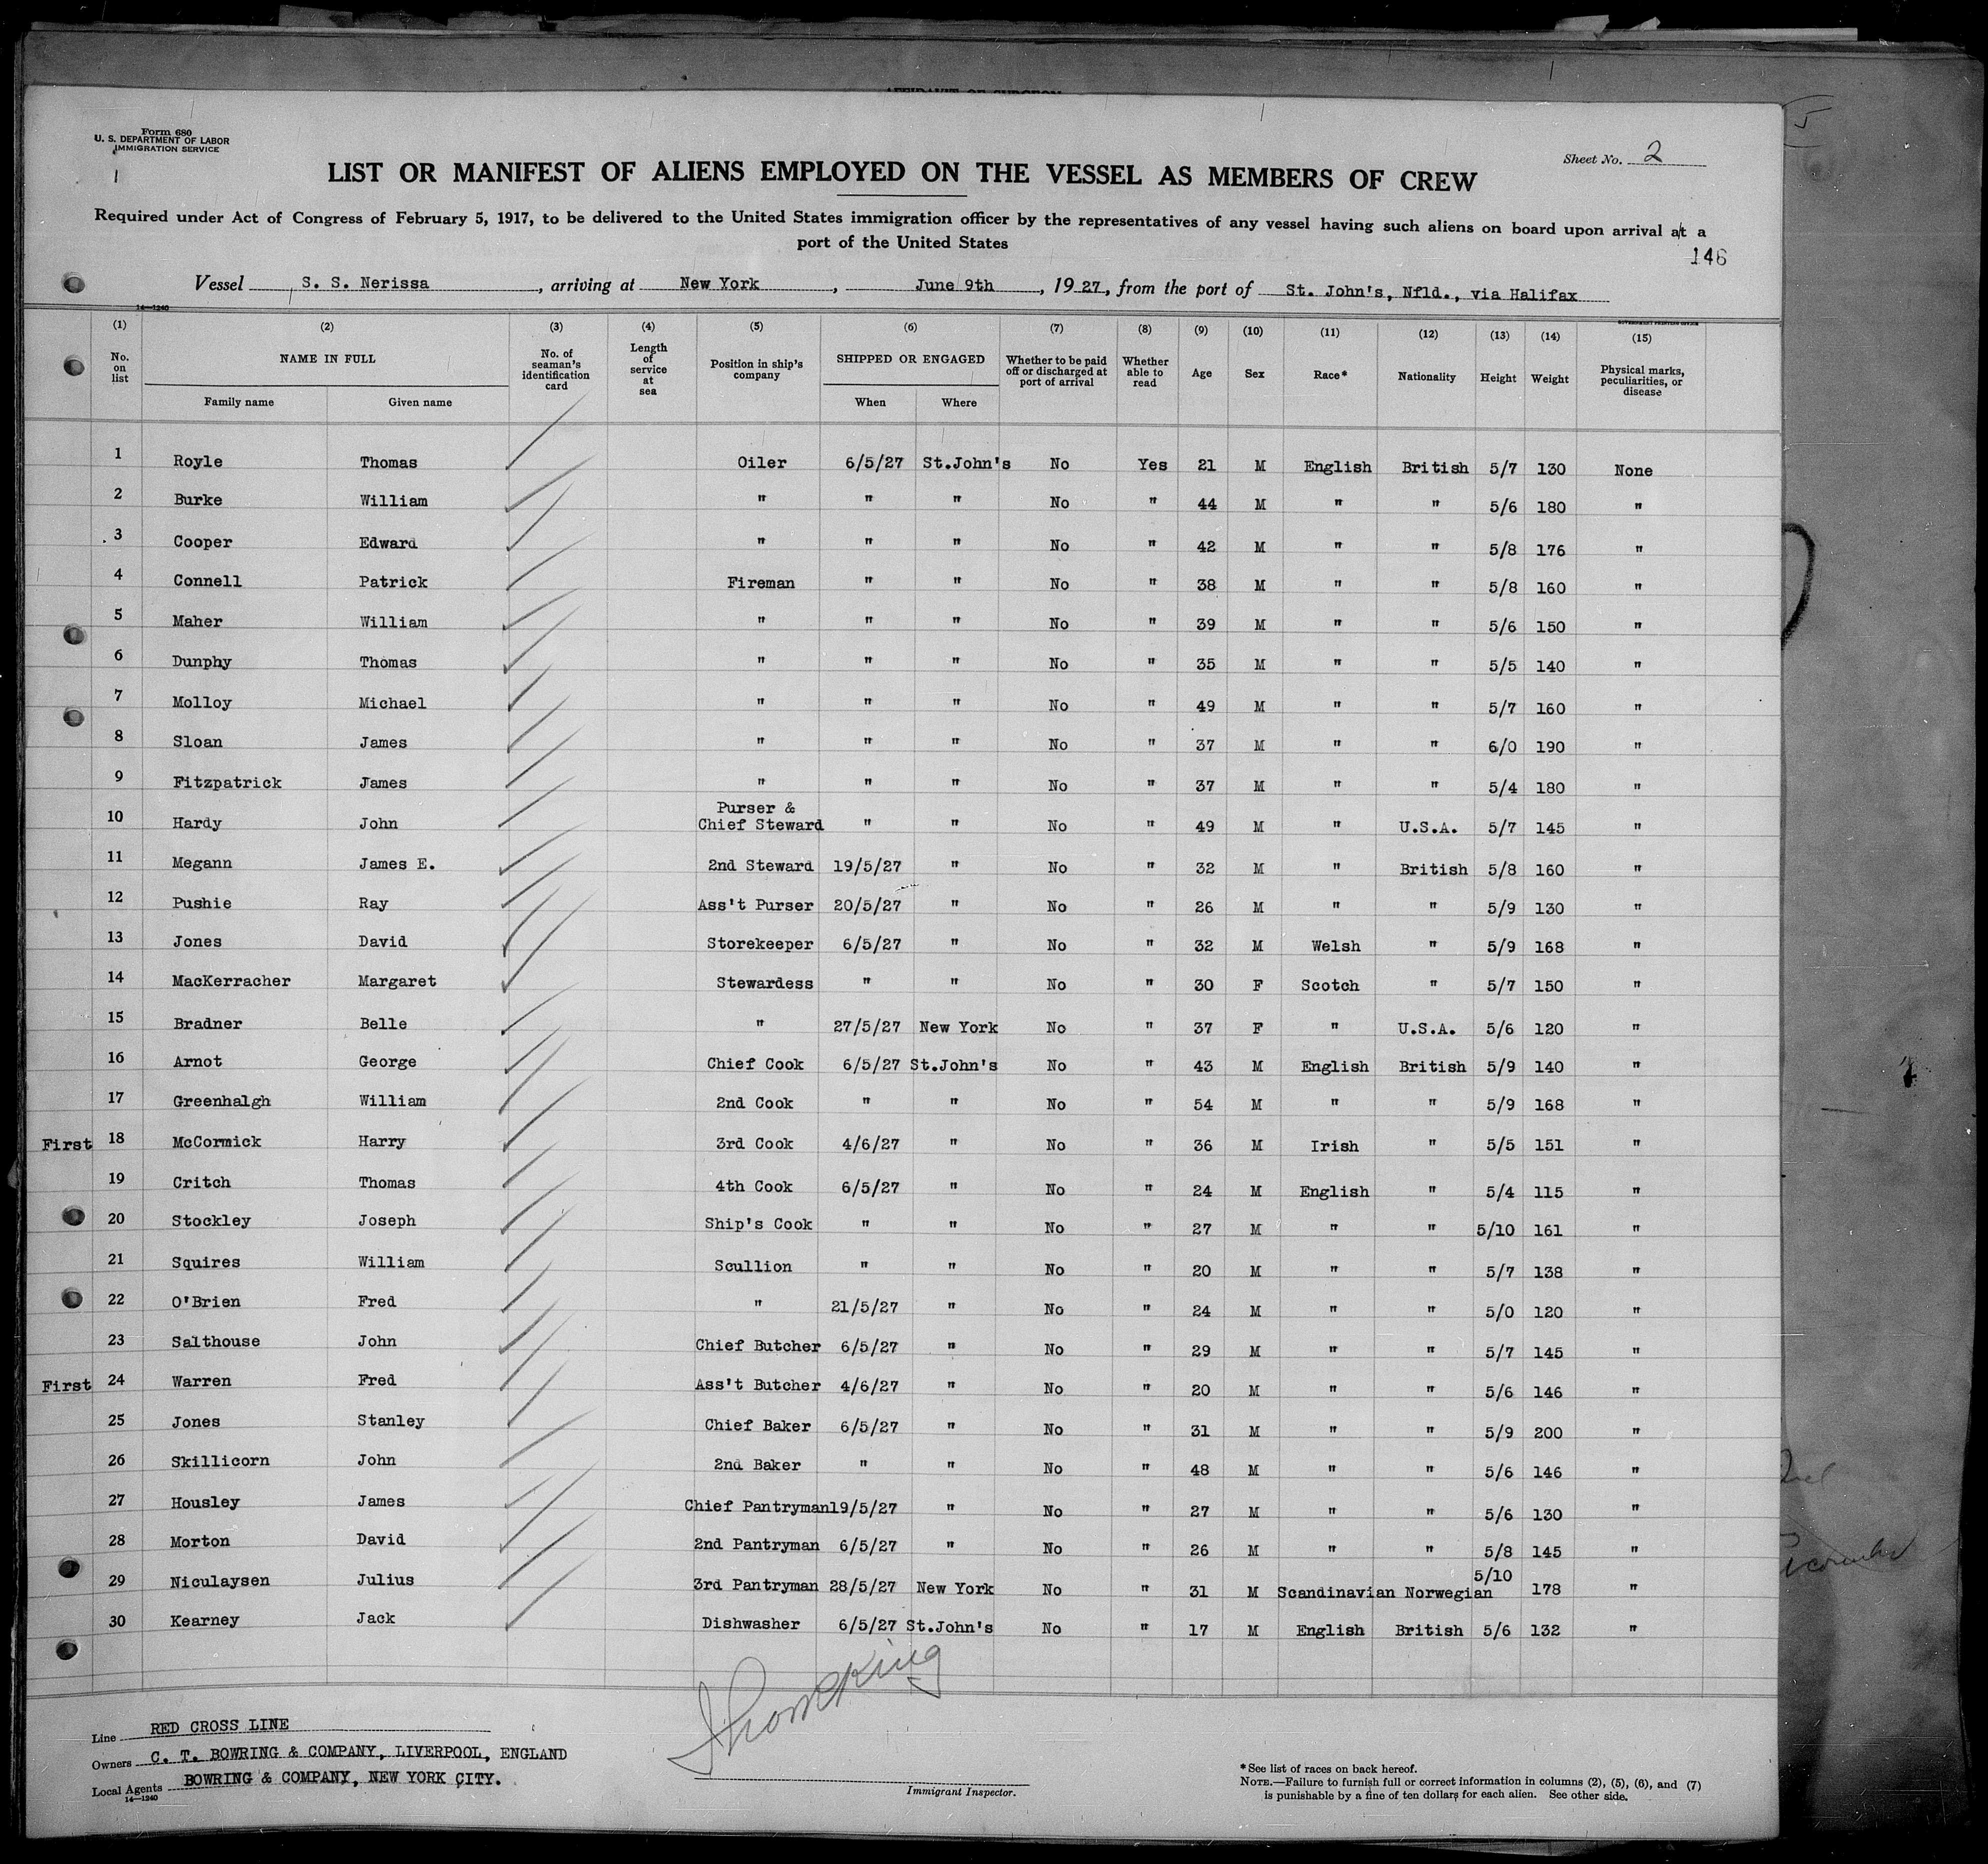 Form 680
U. S. DEPARTMENT OF LABOR
IMMIGRATION SERVICE
Sheet No. 2
LIST OR MANIFEST OF ALIENS EMPLOYED ON THE VESSEL AS MEMBERS OF CREW
Required under Act of Congress of February 5, 1917, to be delivered to the United States immigration officer by the representatives of any vessel having such aliens on board upon arrival at a
port of the United States
146
Vessel S. S. Nerissa, arriving at New York, June 9th, 1927, from the port of St. John's, Nfld., via Halifax
14—1240
GOVERNMENT PRINTING OFFICE
(1) (2) (3) (4) (5) (6) (7) (8) (9) (10) (11) (12) (13) (14) (15)
No. on list NAME IN FULL Family name Given name No. of seaman's identification card Length of service at sea Position in ship's company SHIPPED OR ENGAGED When Where Whether to be paid off or discharged at port of arrival Whether able to read Age Sex Race* Nationality Height Weight Physical marks, peculiarities, or disease
1 Royle Thomas Oiler 6/5/27 St.John's No Yes 21 M English British 5/7 130 None
2 Burke William " " " No " 44 M " " 5/6 180 "
3 Cooper Edward " " " No " 42 M " " 5/8 176 "
4 Connell Patrick Fireman " " No " 38 M " " 5/8 160 "
5 Maher William " " " No " 39 M " " 5/6 150 "
6 Dunphy Thomas " " " No " 35 M " " 5/5 140 "
7 Molloy Michael " " " No " 49 M " " 5/7 160 "
8 Sloan James " " " No " 37 M " " 6/0 190 "
9 Fitzpatrick James " " " No " 37 M " " 5/4 180 "
10 Hardy John Purser & Chief Steward " " No " 49 M " U.S.A. 5/7 145 "
11 Megann James E. 2nd Steward 19/5/27 " No " 32 M " British 5/8 160 "
12 Pushie Ray Ass't Purser 20/5/27 " No " 26 M " " 5/9 130 "
13 Jones David Storekeeper 6/5/27 " No " 32 M Welsh " 5/9 168 "
14 MacKerracher Margaret Stewardess " " No " 30 F Scotch " 5/7 150 "
15 Bradner Belle " 27/5/27 New York No " 37 F " U.S.A. 5/6 120 "
16 Arnot George Chief Cook 6/5/27 St.John's No " 43 M English British 5/9 140 "
17 Greenhalgh William 2nd Cook " " No " 54 M " " 5/9 168 "
First 18 McCormick Harry 3rd Cook 4/6/27 " No " 36 M Irish " 5/5 151 "
19 Critch Thomas 4th Cook 6/5/27 " No " 24 M English " 5/4 115 "
20 Stockley Joseph Ship's Cook " " No " 27 M " " 5/10 161 "
21 Squires William Scullion " " No " 20 M " " 5/7 138 "
22 O'Brien Fred " 21/5/27 " No " 24 M " " 5/0 120 "
23 Salthouse John Chief Butcher 6/5/27 " No " 29 M " " 5/7 145 "
First 24 Warren Fred Ass't Butcher 4/6/27 " No " 20 M " " 5/6 146 "
25 Jones Stanley Chief Baker 6/5/27 " No " 31 M " " 5/9 200 "
26 Skillicorn John 2nd Baker " " No " 48 M " " 5/6 146 "
27 Housley James Chief Pantryman 19/5/27 " No " 27 M " " 5/6 130 "
28 Morton David 2nd Pantryman 6/5/27 " No " 26 M " " 5/8 145 "
29 Niculaysen Julius 3rd Pantryman 28/5/27 New York No " 31 M Scandinavian Norwegian 5/10 178 "
30 Kearney Jack Dishwasher 6/5/27 St.John's No " 17 M English British 5/6 132 "
Line RED CROSS LINE
Owners C. T. BOWRING & COMPANY, LIVERPOOL, ENGLAND
Local Agents BOWRING & COMPANY, NEW YORK CITY.
14—1240
Immigrant Inspector.
*See list of races on back hereof.
NOTE.—Failure to furnish full or correct information in columns (2), (5), (6), and (7)
is punishable by a fine of ten dollars for each alien. See other side.